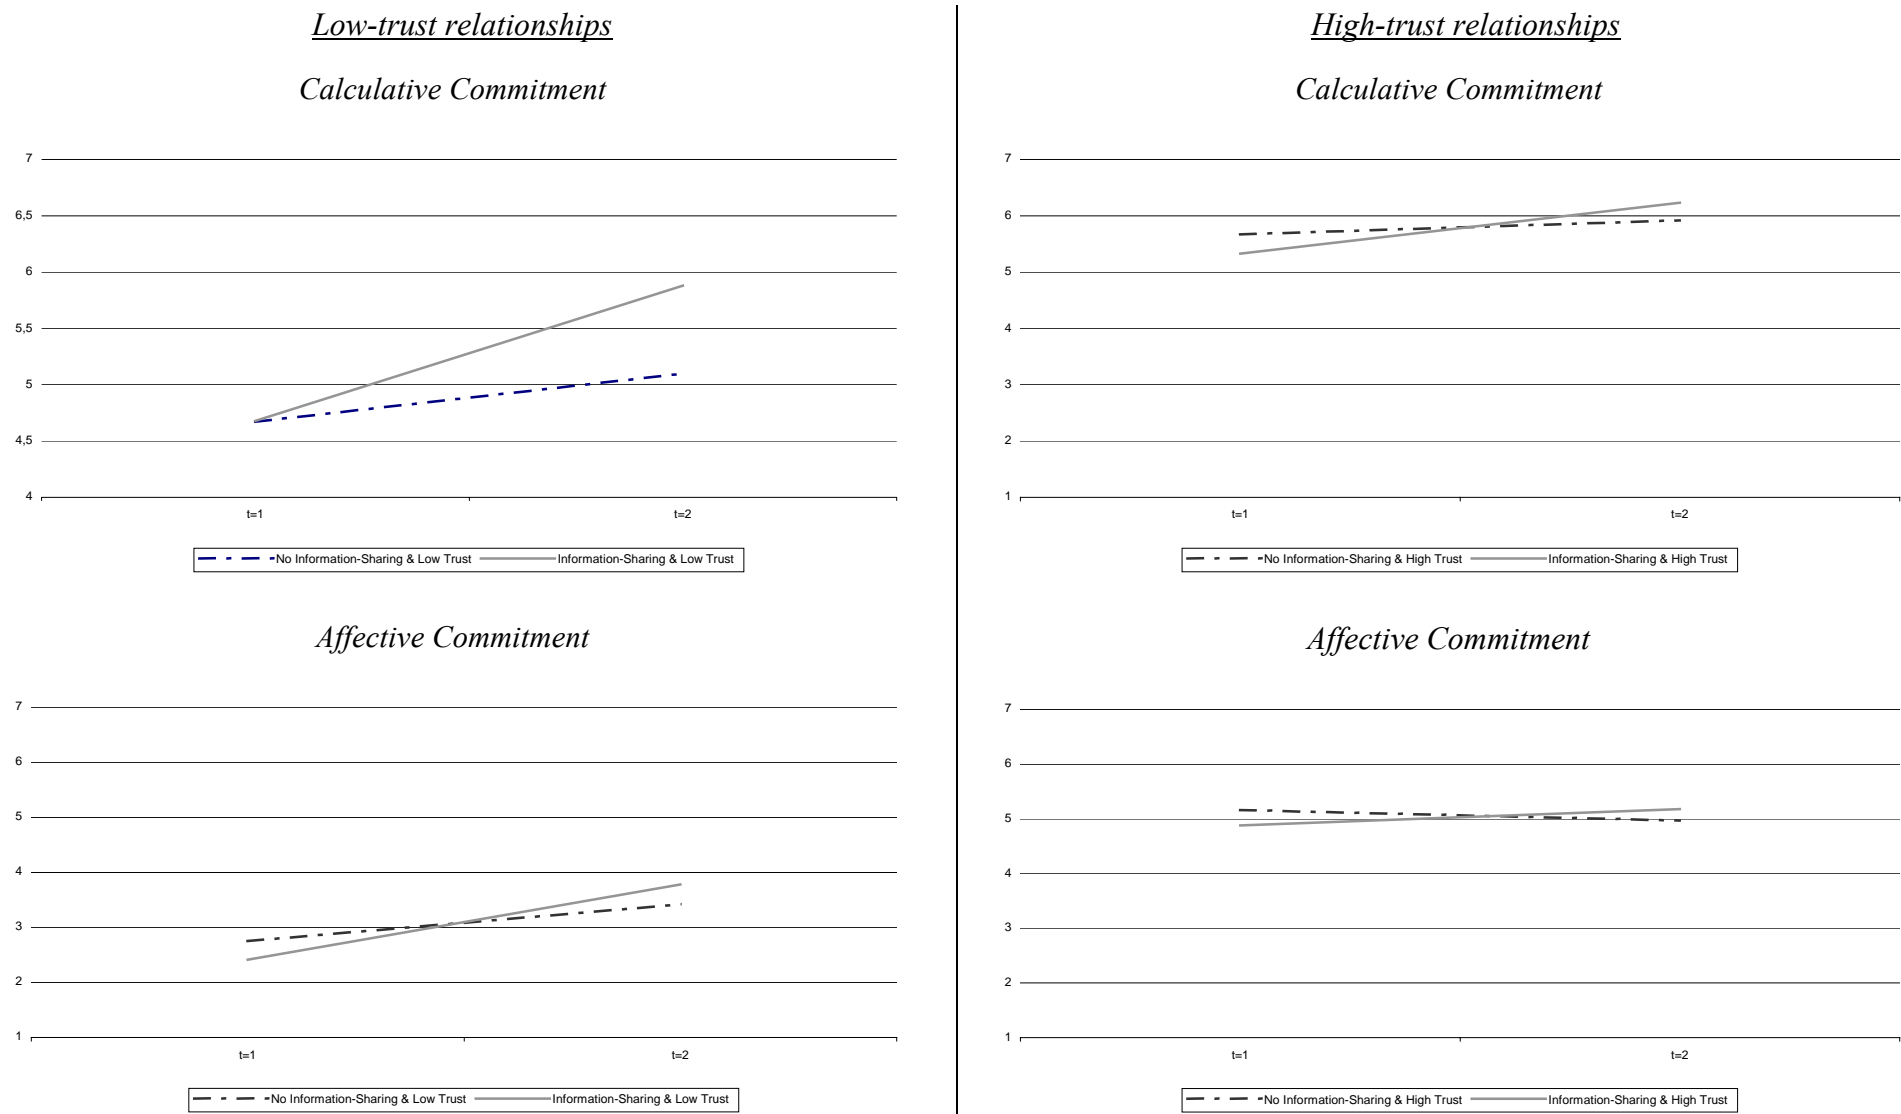 Low-trust relationships
Calculative Commitment
7
6,5
6
5,5
5
4,5
4
t=1 t=2
No Information-Sharing & Low Trust Information-Sharing & Low Trust
Affective Commitment
7
6
5
4
3
2
1
t=1 t=2
No Information-Sharing & Low Trust Information-Sharing & Low Trust
High-trust relationships
Calculative Commitment
7
6
5
4
3
2
1
t=1 t=2
No Information-Sharing & High Trust Information-Sharing & High Trust
Affective Commitment
7
6
5
4
3
2
1
t=1 t=2
No Information-Sharing & High Trust Information-Sharing & High Trust